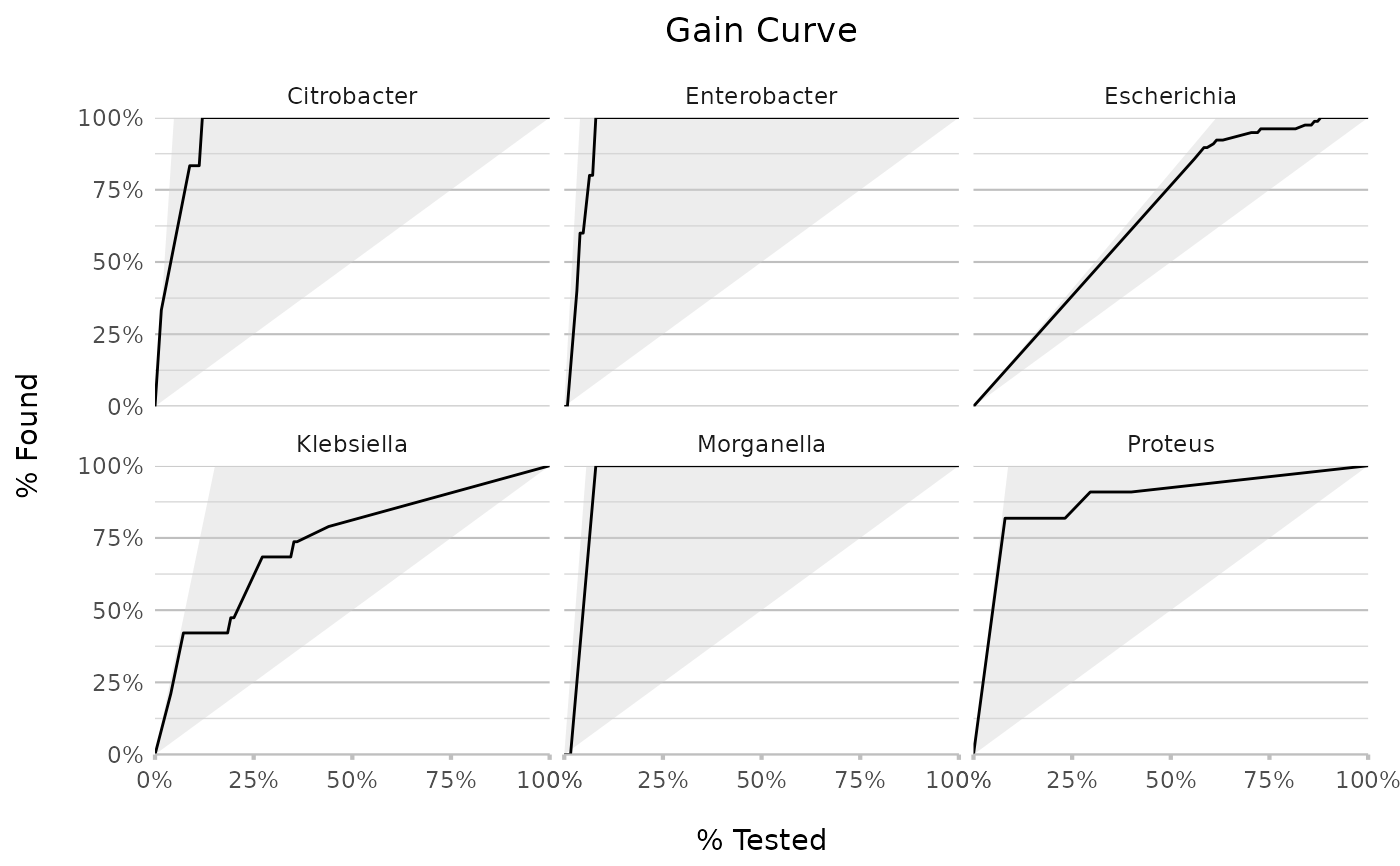 Gain Curve
Citrobacter Enterobacter Escherichia
100%
75%
50%
25%
0%
Klebsiella Morganella Proteus
100%
75%
50%
25%
0%
0% 25% 50% 75% 100% 0% 25% 50% 75% 100% 0% 25% 50% 75% 100%
% Found
% Tested